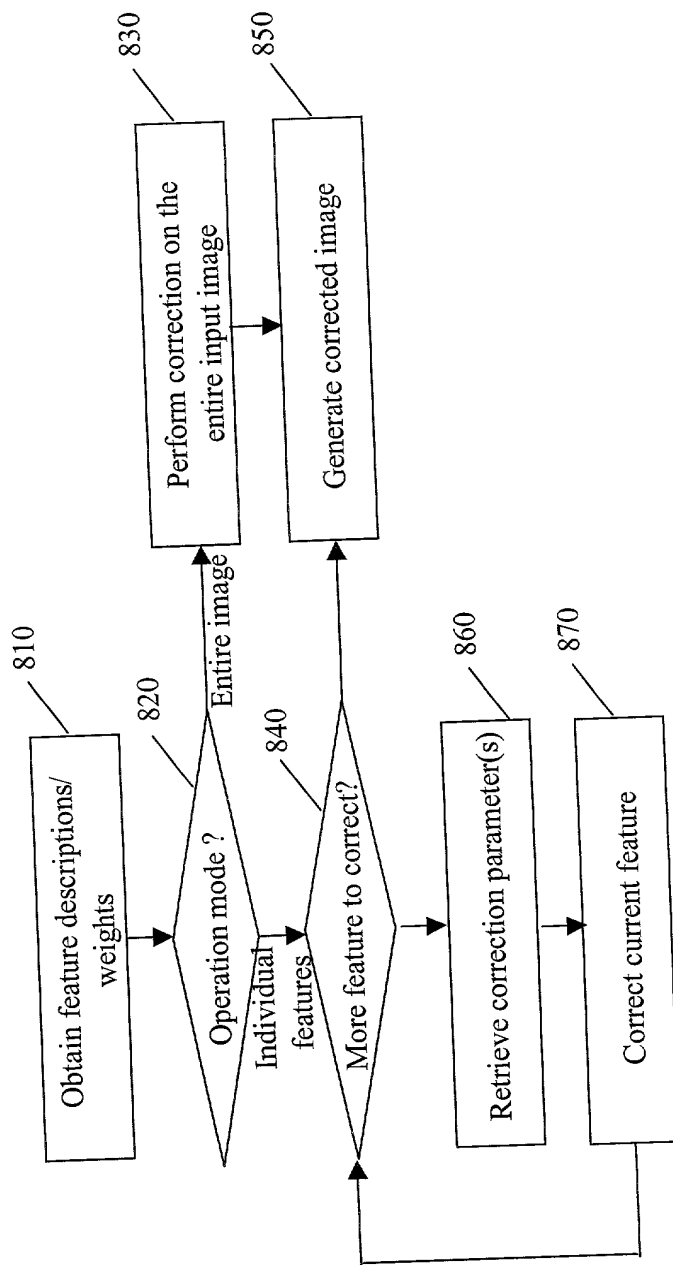 810
Obtain feature descriptions/
weights
820
Operation mode ?
Entire image
830
Perform correction on the
entire input image
Individual
features
840
More feature to correct?
850
Generate corrected image
860
Retrieve correction parameter(s)
870
Correct current feature